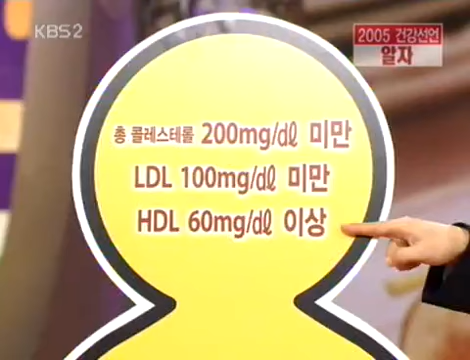 KBS2
2005 건강선언
알자
총 콜레스테롤 200mg/dℓ 미만
LDL 100mg/dℓ 미만
HDL 60mg/dℓ 이상